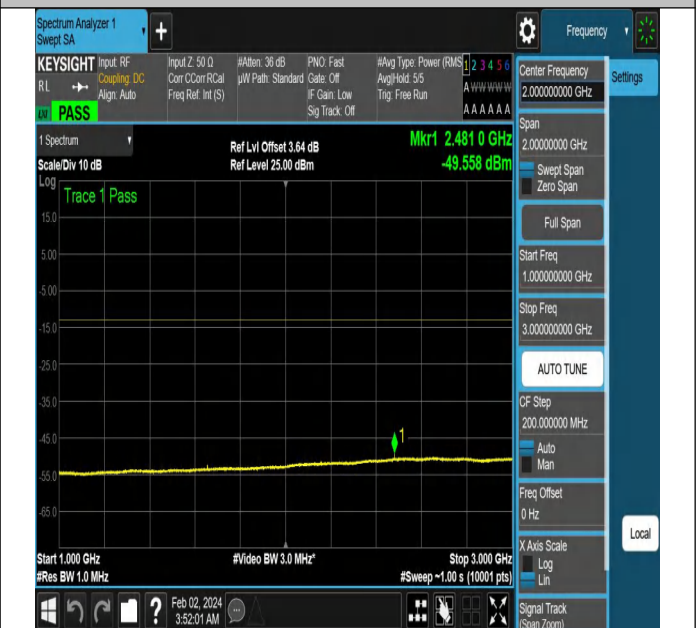 Spectrum Analyzer 1
Swept SA
Frequency
Settings
KEYSIGHT
RL
PASS
Input: RF
Coupling: DC
Align: Auto
Input Z: 50 Ω
Corr CCorr RCal
Freq Ref: Int (S)
#Atten: 36 dB
µW Path: Standard
PNO: Fast
Gate: Off
IF Gain: Low
Sig Track: Off
#Avg Type: Power (RMS
Avg|Hold: 5/5
Trig: Free Run
1 2 3 4 5 6
A W W W W W
A A A A A A
1 Spectrum
Scale/Div 10 dB
Log
Ref Lvl Offset 3.64 dB
Ref Level 25.00 dBm
Mkr1 2.481 0 GHz
-49.558 dBm
Trace 1 Pass
15.0
5.00
-5.00
-15.0
-25.0
-35.0
-45.0
-55.0
-65.0
1
Start 1.000 GHz
#Res BW 1.0 MHz
#Video BW 3.0 MHz*
Stop 3.000 GHz
#Sweep ~1.00 s (10001 pts)
Center Frequency
2.000000000 GHz
Span
2.00000000 GHz
Swept Span
Zero Span
Full Span
Start Freq
1.000000000 GHz
Stop Freq
3.000000000 GHz
AUTO TUNE
CF Step
200.000000 MHz
Auto
Man
Freq Offset
0 Hz
X Axis Scale
Log
Lin
Signal Track
(Span Zoom)
Local
?
Feb 02, 2024
3:52:01 AM